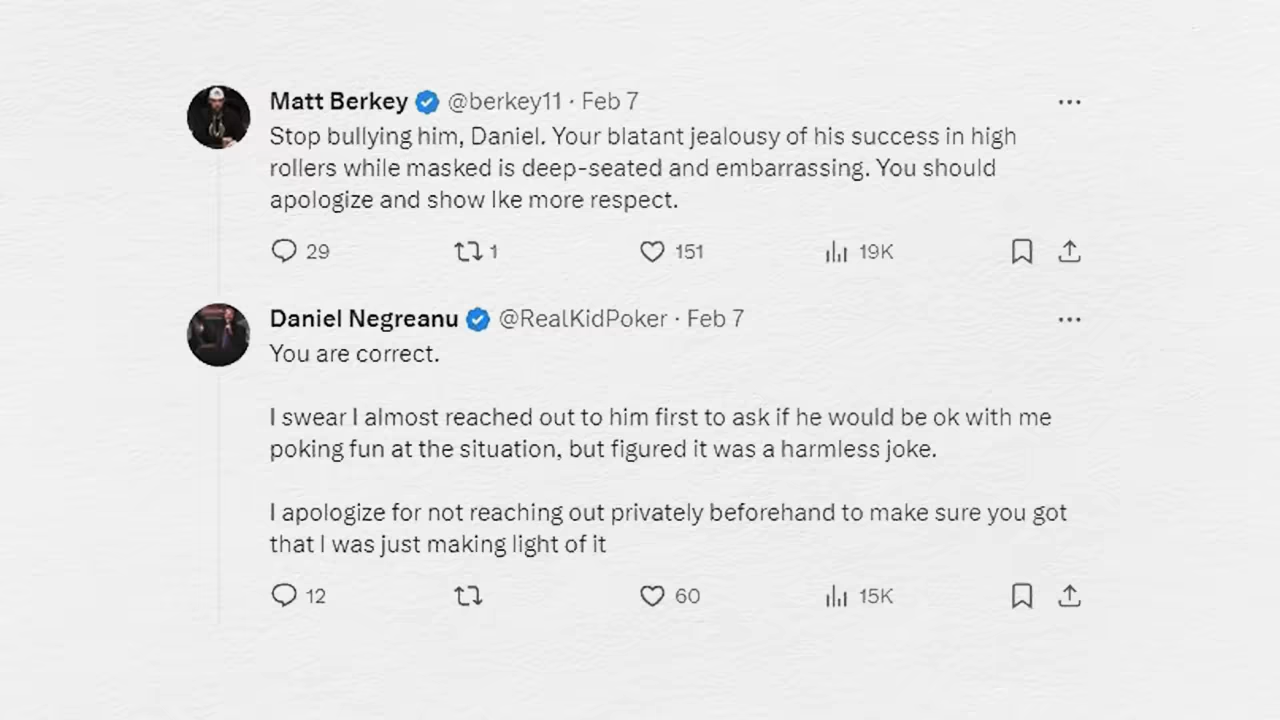 Matt Berkey @berkey11 · Feb 7
Stop bullying him, Daniel. Your blatant jealousy of his success in high
rollers while masked is deep-seated and embarrassing. You should
apologize and show Ike more respect.
29 1 151 19K
Daniel Negreanu @RealKidPoker · Feb 7
You are correct.
I swear I almost reached out to him first to ask if he would be ok with me
poking fun at the situation, but figured it was a harmless joke.
I apologize for not reaching out privately beforehand to make sure you got
that I was just making light of it
12 60 15K